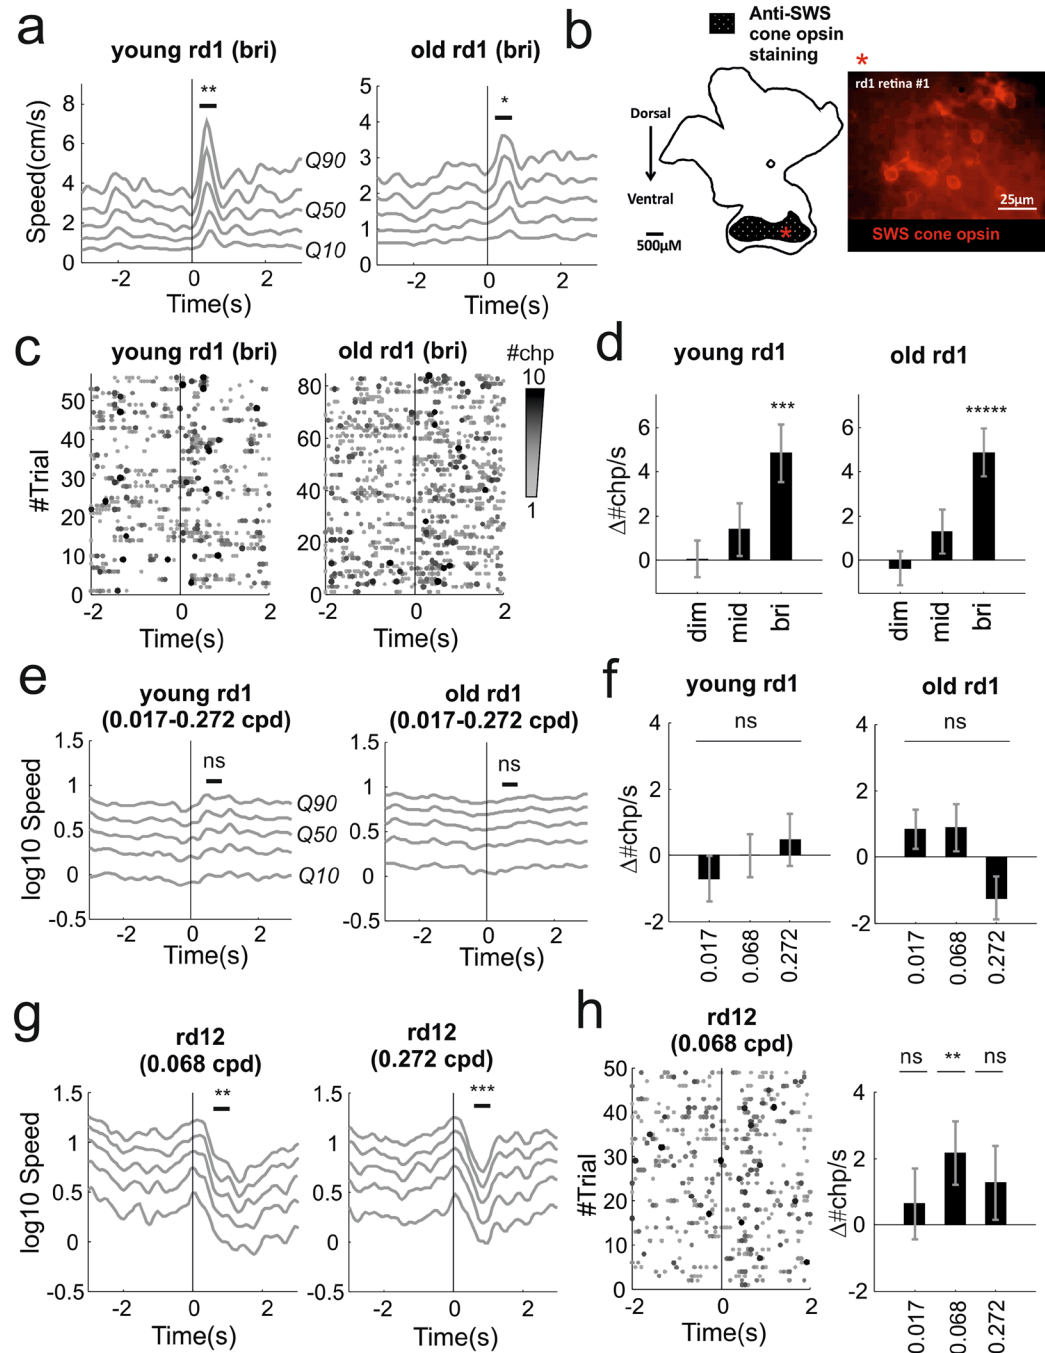 a
young rd1 (bri)
old rd1 (bri)
Speed(cm/s)
8
6
4
2
0
**
Q90
Q50
Q10
-2
0
2
Time(s)
5
4
3
2
1
0
*
-2
0
2
Time(s)
b
Anti-SWS
cone opsin
staining
Dorsal
Ventral
500µM
*
*
rd1 retina #1
25µm
SWS cone opsin
c
young rd1 (bri)
old rd1 (bri)
#chp
10
1
#Trial
50
40
30
20
10
0
-2
0
2
Time(s)
80
60
40
20
0
-2
0
2
Time(s)
d
young rd1
old rd1
Δ#chp/s
6
4
2
0
***
dim
mid
bri
6
4
2
0
*****
dim
mid
bri
e
young rd1
(0.017-0.272 cpd)
old rd1
(0.017-0.272 cpd)
log10 Speed
1.5
1
0.5
0
-0.5
ns
Q90
Q50
Q10
-2
0
2
Time(s)
1.5
1
0.5
0
-0.5
ns
-2
0
2
Time(s)
f
young rd1
old rd1
Δ#chp/s
4
2
0
-2
ns
0.017
0.068
0.272
4
2
0
-2
ns
0.017
0.068
0.272
g
rd12
(0.068 cpd)
rd12
(0.272 cpd)
log10 Speed
1.5
1
0.5
0
-0.5
**
-2
0
2
Time(s)
1.5
1
0.5
0
-0.5
***
-2
0
2
Time(s)
h
rd12
(0.068 cpd)
#Trial
50
40
30
20
10
0
-2
0
2
Time(s)
ns
**
ns
Δ#chp/s
4
2
0
-2
0.017
0.068
0.272